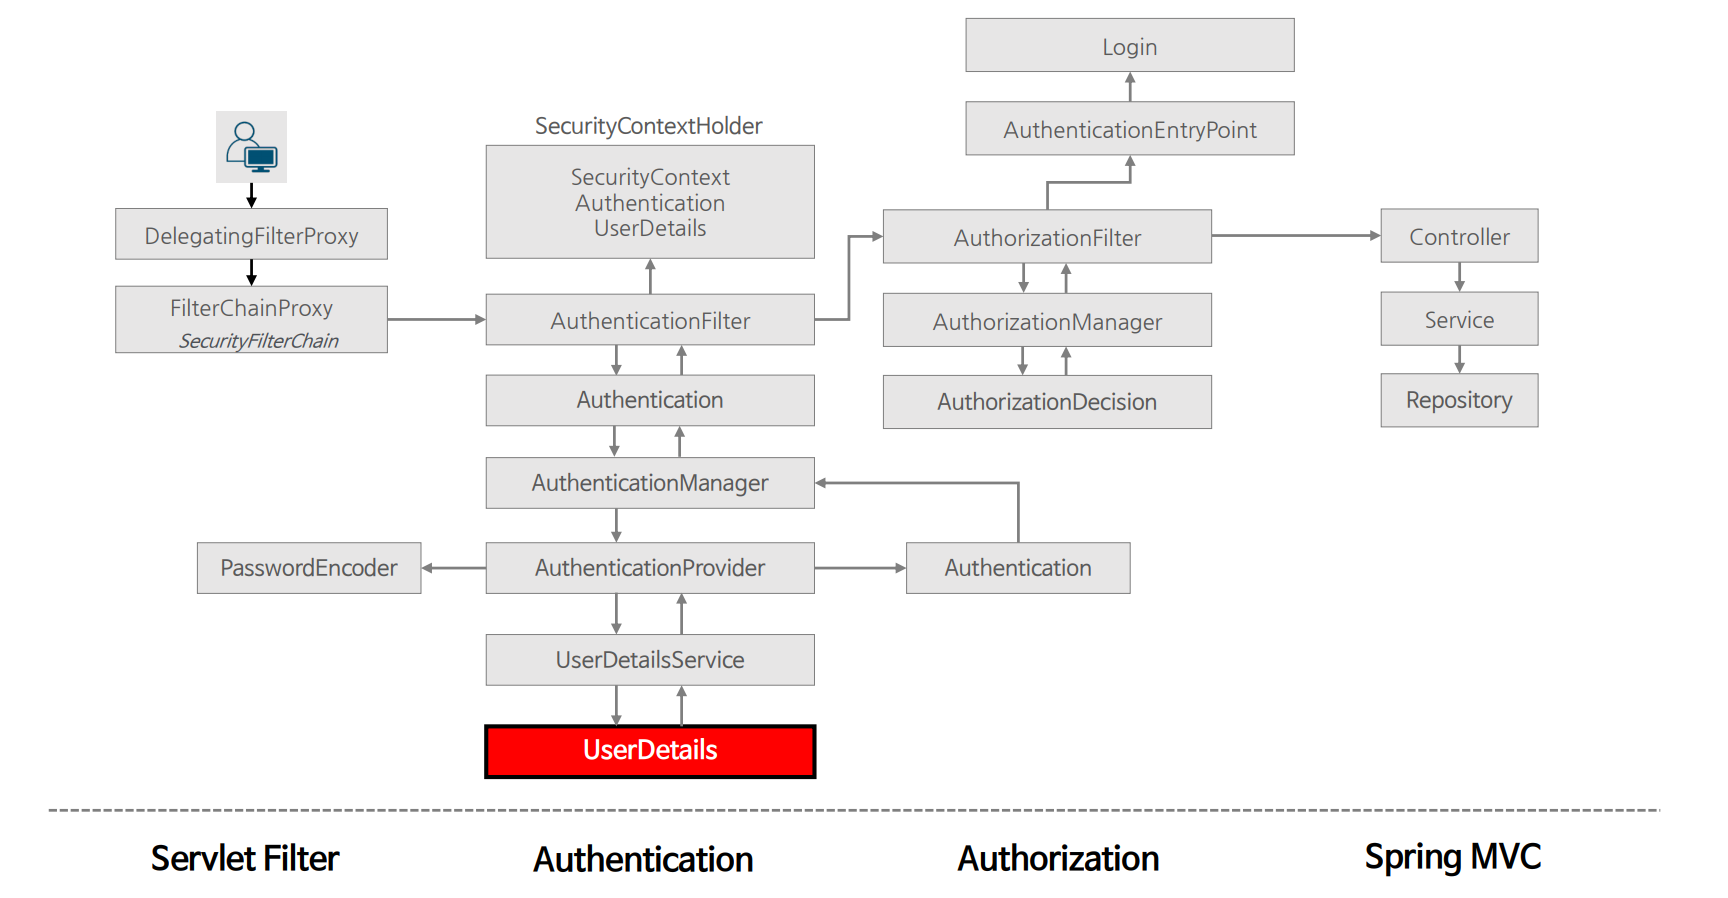 DelegatingFilterProxy
FilterChainProxy
SecurityFilterChain
SecurityContextHolder
SecurityContext
Authentication
UserDetails
AuthenticationFilter
Authentication
AuthenticationManager
PasswordEncoder
AuthenticationProvider
Authentication
UserDetailsService
UserDetails
Login
AuthenticationEntryPoint
AuthorizationFilter
AuthorizationManager
AuthorizationDecision
Controller
Service
Repository
Servlet Filter
Authentication
Authorization
Spring MVC